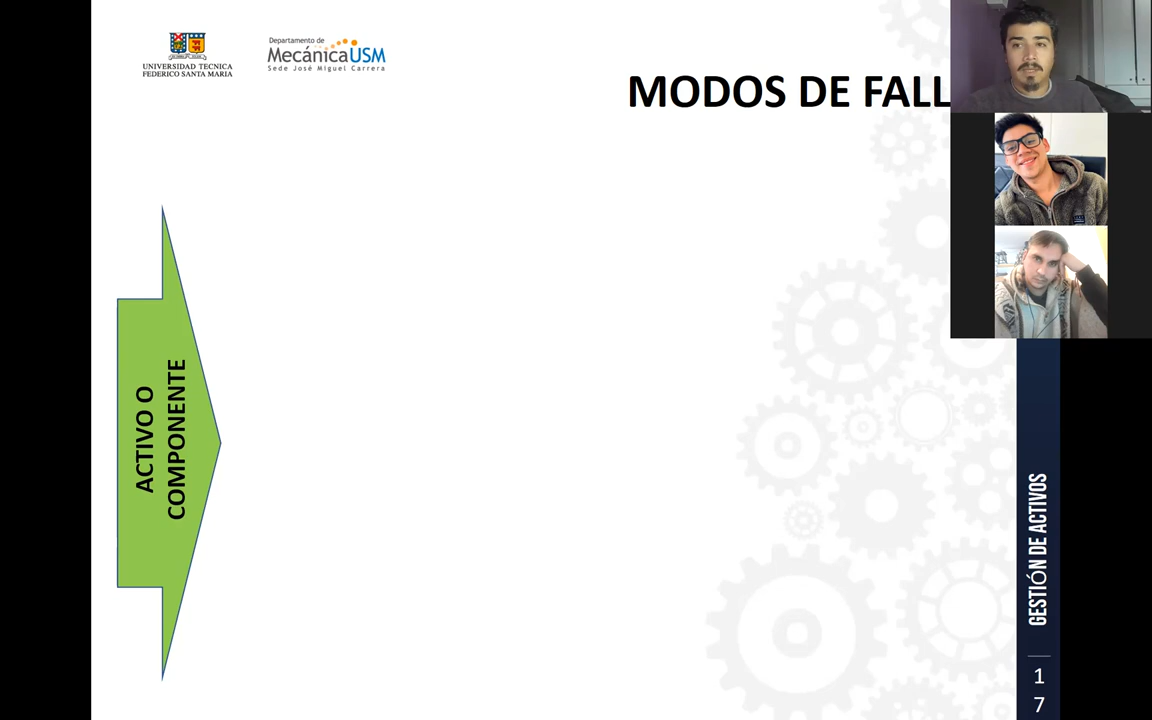 UNIVERSIDAD TECNICA
FEDERICO SANTA MARIA
Departamento de
MecánicaUSM
Sede José Miguel Carrera
MODOS DE FALL
ACTIVO O
COMPONENTE
GESTIÓN DE ACTIVOS
1
7